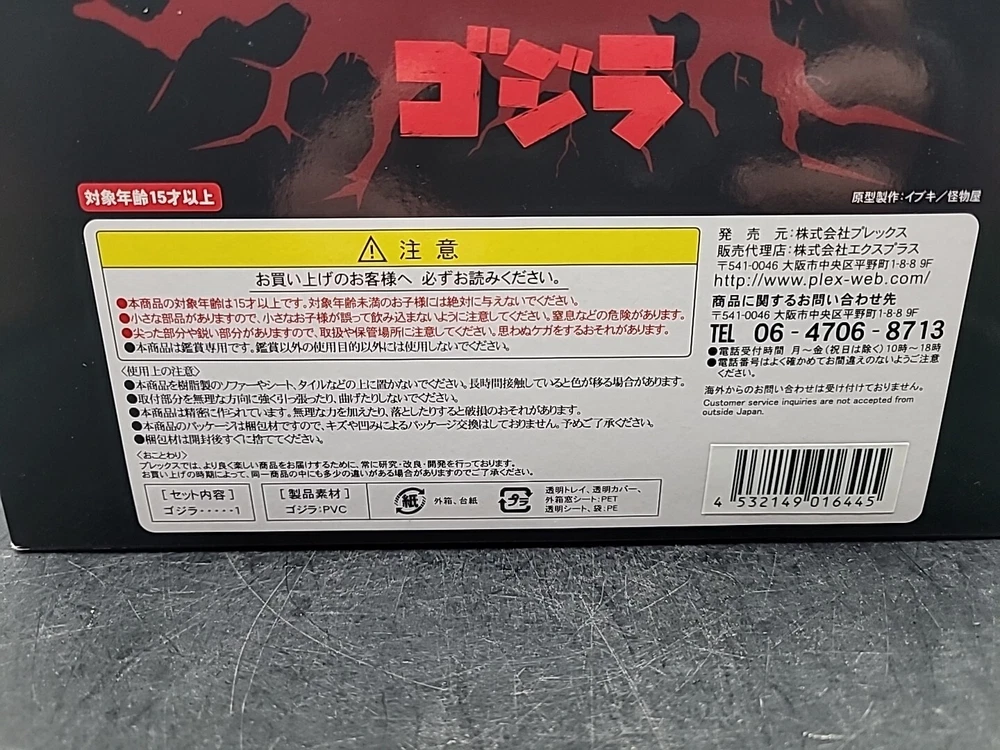 ゴジラ
対象年齢15才以上
原型製作：イブキ／怪物屋
⚠ 注意
お買い上げのお客様へ 必ずお読みください。
●本商品の対象年齢は15才以上です。対象年齢未満のお子様には絶対に与えないでください。
●小さな部品がありますので、小さなお子様が誤って飲み込まないように注意してください。窒息などの危険があります。
●尖った部分や鋭い部分がありますので、取扱や保管場所に注意してください。思わぬケガをするおそれがあります。
●本商品は鑑賞専用です。鑑賞以外の使用目的以外には使用しないでください。
〈使用上の注意〉
●本商品を樹脂製のソファーやシート、タイルなどの上に置かないでください。長時間接触していると色が移る場合があります。
●取付部分を無理な方向に強く引っ張ったり、曲げたりしないでください。
●本商品は精密に作られています。無理な力を加えたり、落としたりすると破損のおそれがあります。
●本商品のパッケージは梱包材ですので、キズや凹みによるパッケージ交換はしておりません。予めご了承ください。
●梱包材は開封後すぐに捨ててください。
〈おことわり〉
プレックスでは、より良く楽しい商品をお届けするために、常に研究・改良・開発を行っております。
お買い上げの時期によって、同一商品の中にも多少の違いがある場合がありますのでご了承ください。
［セット内容］
ゴジラ・・・・・1
［製品素材］
ゴジラ：PVC
紙
外箱、台紙
プラ
透明トレイ、透明カバー、
外箱窓シート：PET
透明シート、袋：PE
発売元：株式会社プレックス
販売代理店：株式会社エクスプラス
〒541-0046 大阪市中央区平野町1-8-8 9F
http://www.plex-web.com/
商品に関するお問い合わせ先
〒541-0046 大阪市中央区平野町1-8-8 9F
TEL 06-4706-8713
●電話受付時間 月～金（祝日は除く）10時～18時
●電話番号はよく確かめてお間違えのないようご注意
ください。
海外からのお問い合わせは受け付けておりません。
Customer service inquiries are not accepted from
outside Japan.
4 532149 016445